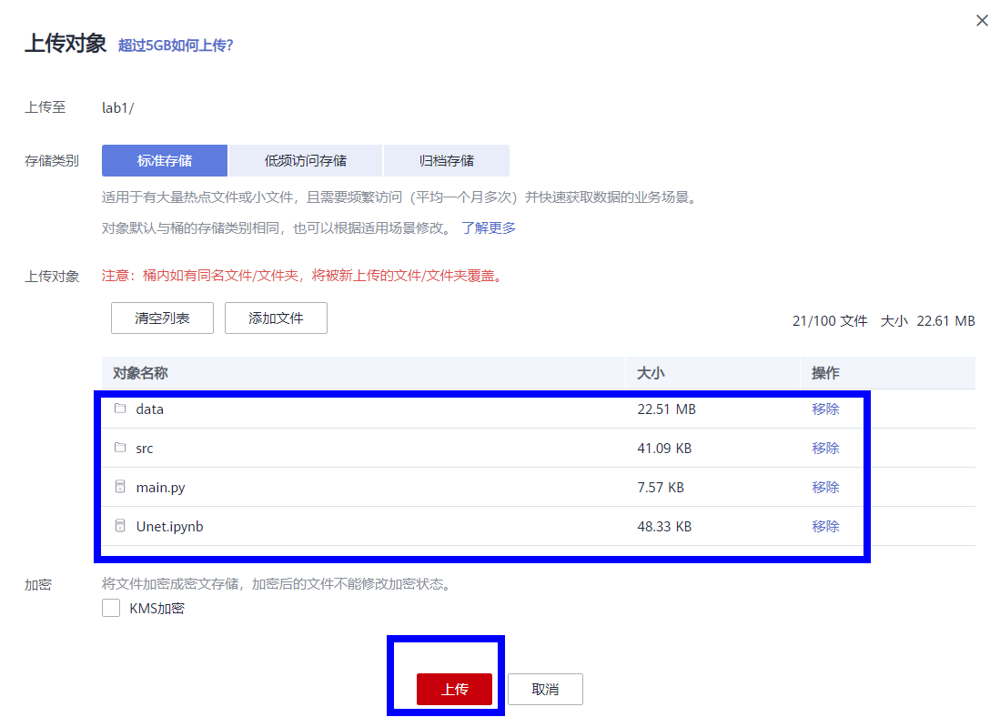 上传对象 超过5GB如何上传？
上传至 lab1/
存储类别 标准存储 低频访问存储 归档存储
适用于有大量热点文件或小文件，且需要频繁访问（平均一个月多次）并快速获取数据的业务场景。
对象默认与桶的存储类别相同，也可以根据适用场景修改。 了解更多
上传对象 注意：桶内如有同名文件/文件夹，将被新上传的文件/文件夹覆盖。
清空列表 添加文件 21/100 文件 大小 22.61 MB
对象名称 大小 操作
data 22.51 MB 移除
src 41.09 KB 移除
main.py 7.57 KB 移除
Unet.ipynb 48.33 KB 移除
加密 将文件加密成密文存储，加密后的文件不能修改加密状态。
KMS加密
上传 取消